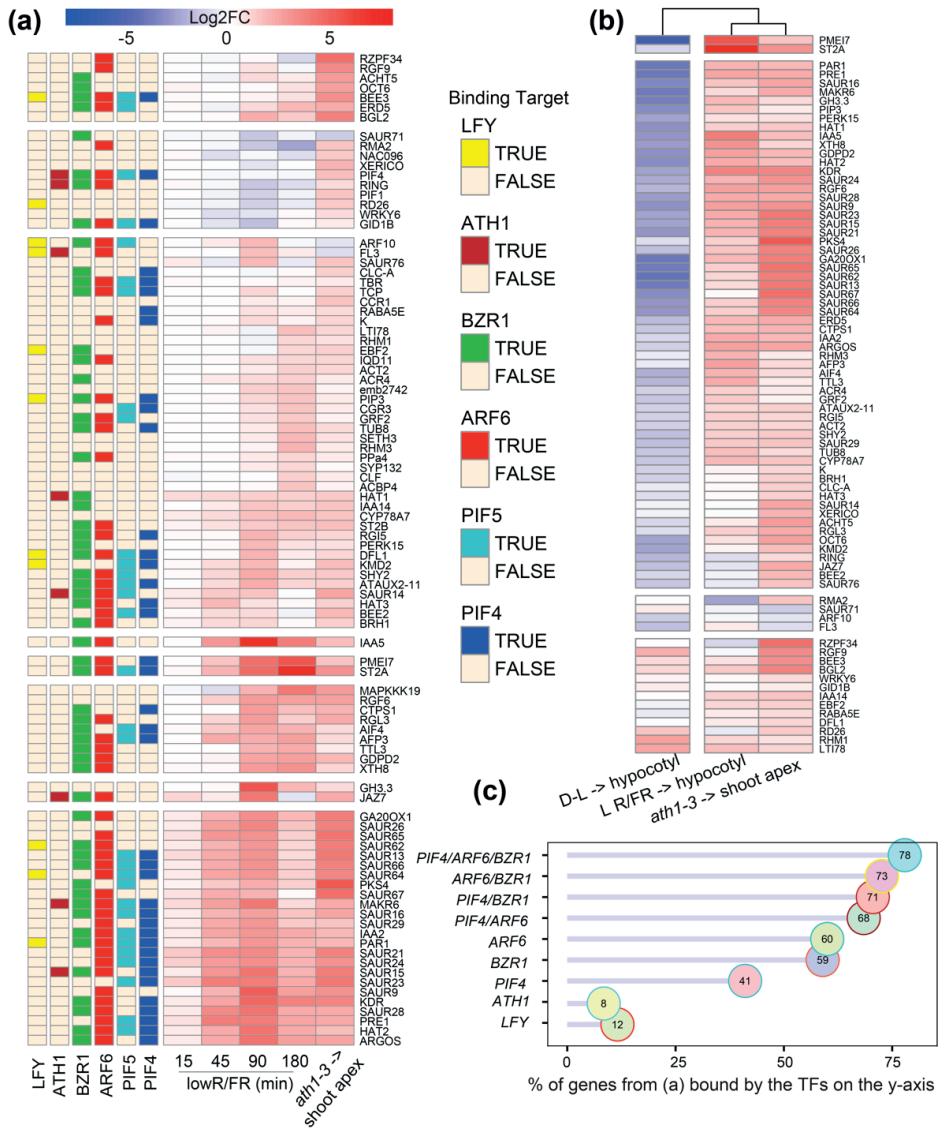 (a)
Log2FC
-5 0 5
RZPF34
RGF9
ACHT5
OCT6
BEE3
ERD5
BGL2
SAUR71
RMA2
NAC096
XERICO
PIF4
RING
PIF1
RD26
WRKY6
GID1B
ARF10
FL3
SAUR76
CLC-A
TBR
TCP
CCR1
RABA5E
K
LTI78
RHM1
EBF2
IQD11
ACT2
ACR4
emb2742
PIP3
CGR3
GRF2
TUB8
SETH3
RHM3
PPa4
SYP132
CLF
ACBP4
HAT1
IAA14
CYP78A7
ST2B
RGI5
PERK15
DFL1
KMD2
SHY2
ATAUX2-11
SAUR14
HAT3
BEE2
BRH1
IAA5
PMEI7
ST2A
MAPKKK19
RGF6
CTPS1
RGL3
AIF4
AFP3
TTL3
GDPD2
XTH8
GH3.3
JAZ7
GA20OX1
SAUR26
SAUR65
SAUR62
SAUR13
SAUR66
SAUR64
PKS4
SAUR67
MAKR6
SAUR16
SAUR29
IAA2
PAR1
SAUR21
SAUR24
SAUR15
SAUR23
SAUR9
KDR
SAUR28
PRE1
HAT2
ARGOS
LFY
ATH1
BZR1
ARF6
PIF5
PIF4
15 45 90 180
lowR/FR (min)
ath1-3 ->
shoot apex
Binding Target
LFY
TRUE
FALSE
ATH1
TRUE
FALSE
BZR1
TRUE
FALSE
ARF6
TRUE
FALSE
PIF5
TRUE
FALSE
PIF4
TRUE
FALSE
(b)
PMEI7
ST2A
PAR1
PRE1
SAUR16
MAKR6
GH3.3
PIP3
PERK15
HAT1
IAA5
XTH8
GDPD2
HAT2
KDR
SAUR24
RGF6
SAUR28
SAUR9
SAUR23
SAUR15
SAUR21
PKS4
SAUR26
GA20OX1
SAUR65
SAUR62
SAUR13
SAUR67
SAUR66
SAUR64
ERD5
CTPS1
IAA2
ARGOS
RHM3
AFP3
AIF4
TTL3
ACR4
GRF2
ATAUX2-11
RGI5
ACT2
SHY2
SAUR29
TUB8
CYP78A7
K
BRH1
CLC-A
HAT3
SAUR14
XERICO
ACHT5
RGL3
OCT6
KMD2
RING
JAZ7
BEE2
SAUR76
RMA2
SAUR71
ARF10
FL3
RZPF34
RGF9
BEE3
BGL2
WRKY6
GID1B
IAA14
EBF2
RABA5E
DFL1
RD26
RHM1
LTI78
D-L -> hypocotyl
L R/FR -> hypocotyl
ath1-3 -> shoot apex
(c)
PIF4/ARF6/BZR1 78
ARF6/BZR1 73
PIF4/BZR1 71
PIF4/ARF6 68
ARF6 60
BZR1 59
PIF4 41
ATH1 8
LFY 12
0 25 50 75
% of genes from (a) bound by the TFs on the y-axis